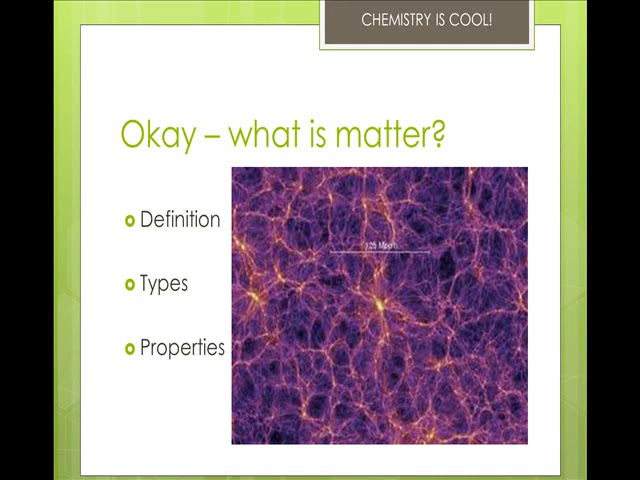 CHEMISTRY IS COOL!
Okay – what is matter?
Definition
125 Mpc/h
Types
Properties